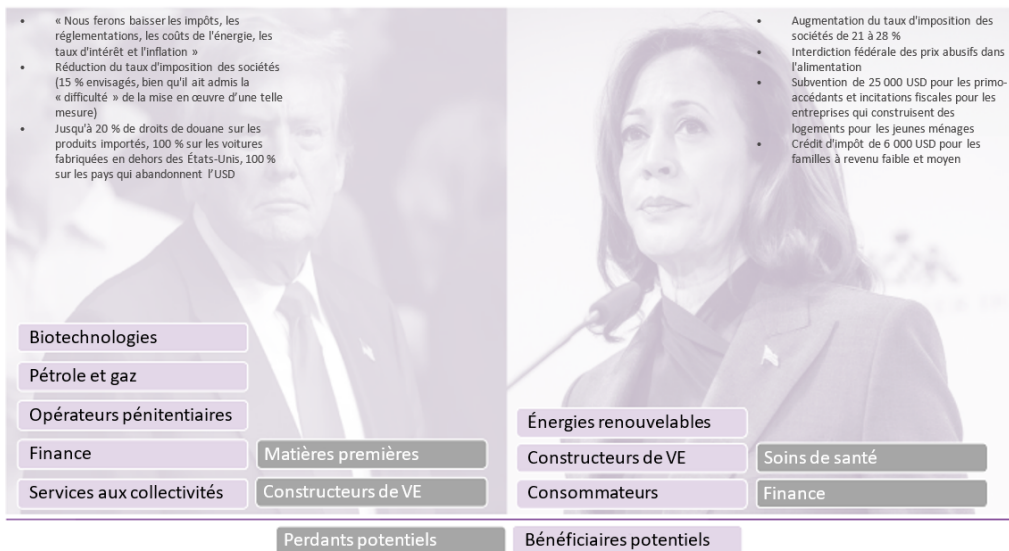 • « Nous ferons baisser les impôts, les
réglementations, les coûts de l'énergie, les
taux d'intérêt et l'inflation »
• Réduction du taux d'imposition des sociétés
(15 % envisagés, bien qu'il ait admis la
« difficulté » de la mise en œuvre d'une telle
mesure)
• Jusqu'à 20 % de droits de douane sur les
produits importés, 100 % sur les voitures
fabriquées en dehors des États-Unis, 100 %
sur les pays qui abandonnent l'USD
• Augmentation du taux d'imposition des
sociétés de 21 à 28 %
• Interdiction fédérale des prix abusifs dans
l'alimentation
• Subvention de 25 000 USD pour les primo-
accédants et incitations fiscales pour les
entreprises qui construisent des
logements pour les jeunes ménages
• Crédit d'impôt de 6 000 USD pour les
familles à revenu faible et moyen
Biotechnologies
Pétrole et gaz
Opérateurs pénitentiaires
Finance
Matières premières
Services aux collectivités
Constructeurs de VE
Énergies renouvelables
Constructeurs de VE
Soins de santé
Consommateurs
Finance
Perdants potentiels
Bénéficiaires potentiels